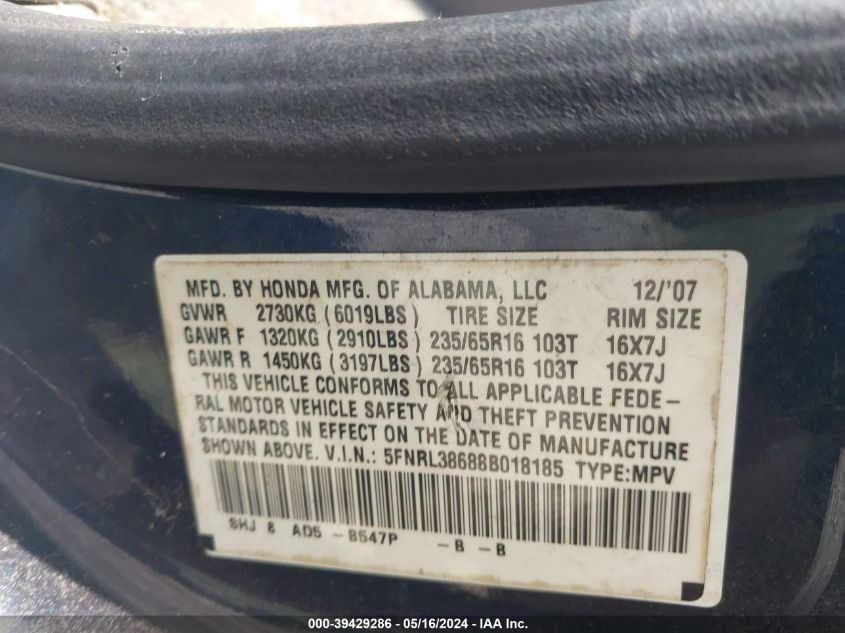 MFD. BY HONDA MFG. OF ALABAMA, LLC 12/'07
GVWR 2730KG (6019LBS) TIRE SIZE RIM SIZE
GAWR F 1320KG (2910LBS) 235/65R16 103T 16X7J
GAWR R 1450KG (3197LBS) 235/65R16 103T 16X7J
THIS VEHICLE CONFORMS TO ALL APPLICABLE FEDE-
RAL MOTOR VEHICLE SAFETY AND THEFT PREVENTION
STANDARDS IN EFFECT ON THE DATE OF MANUFACTURE
SHOWN ABOVE. V.I.N.: 5FNRL38688B018185 TYPE:MPV
SHJ 8 AD5 - B547P - B - B
000-39429286 - 05/16/2024 - IAA Inc.